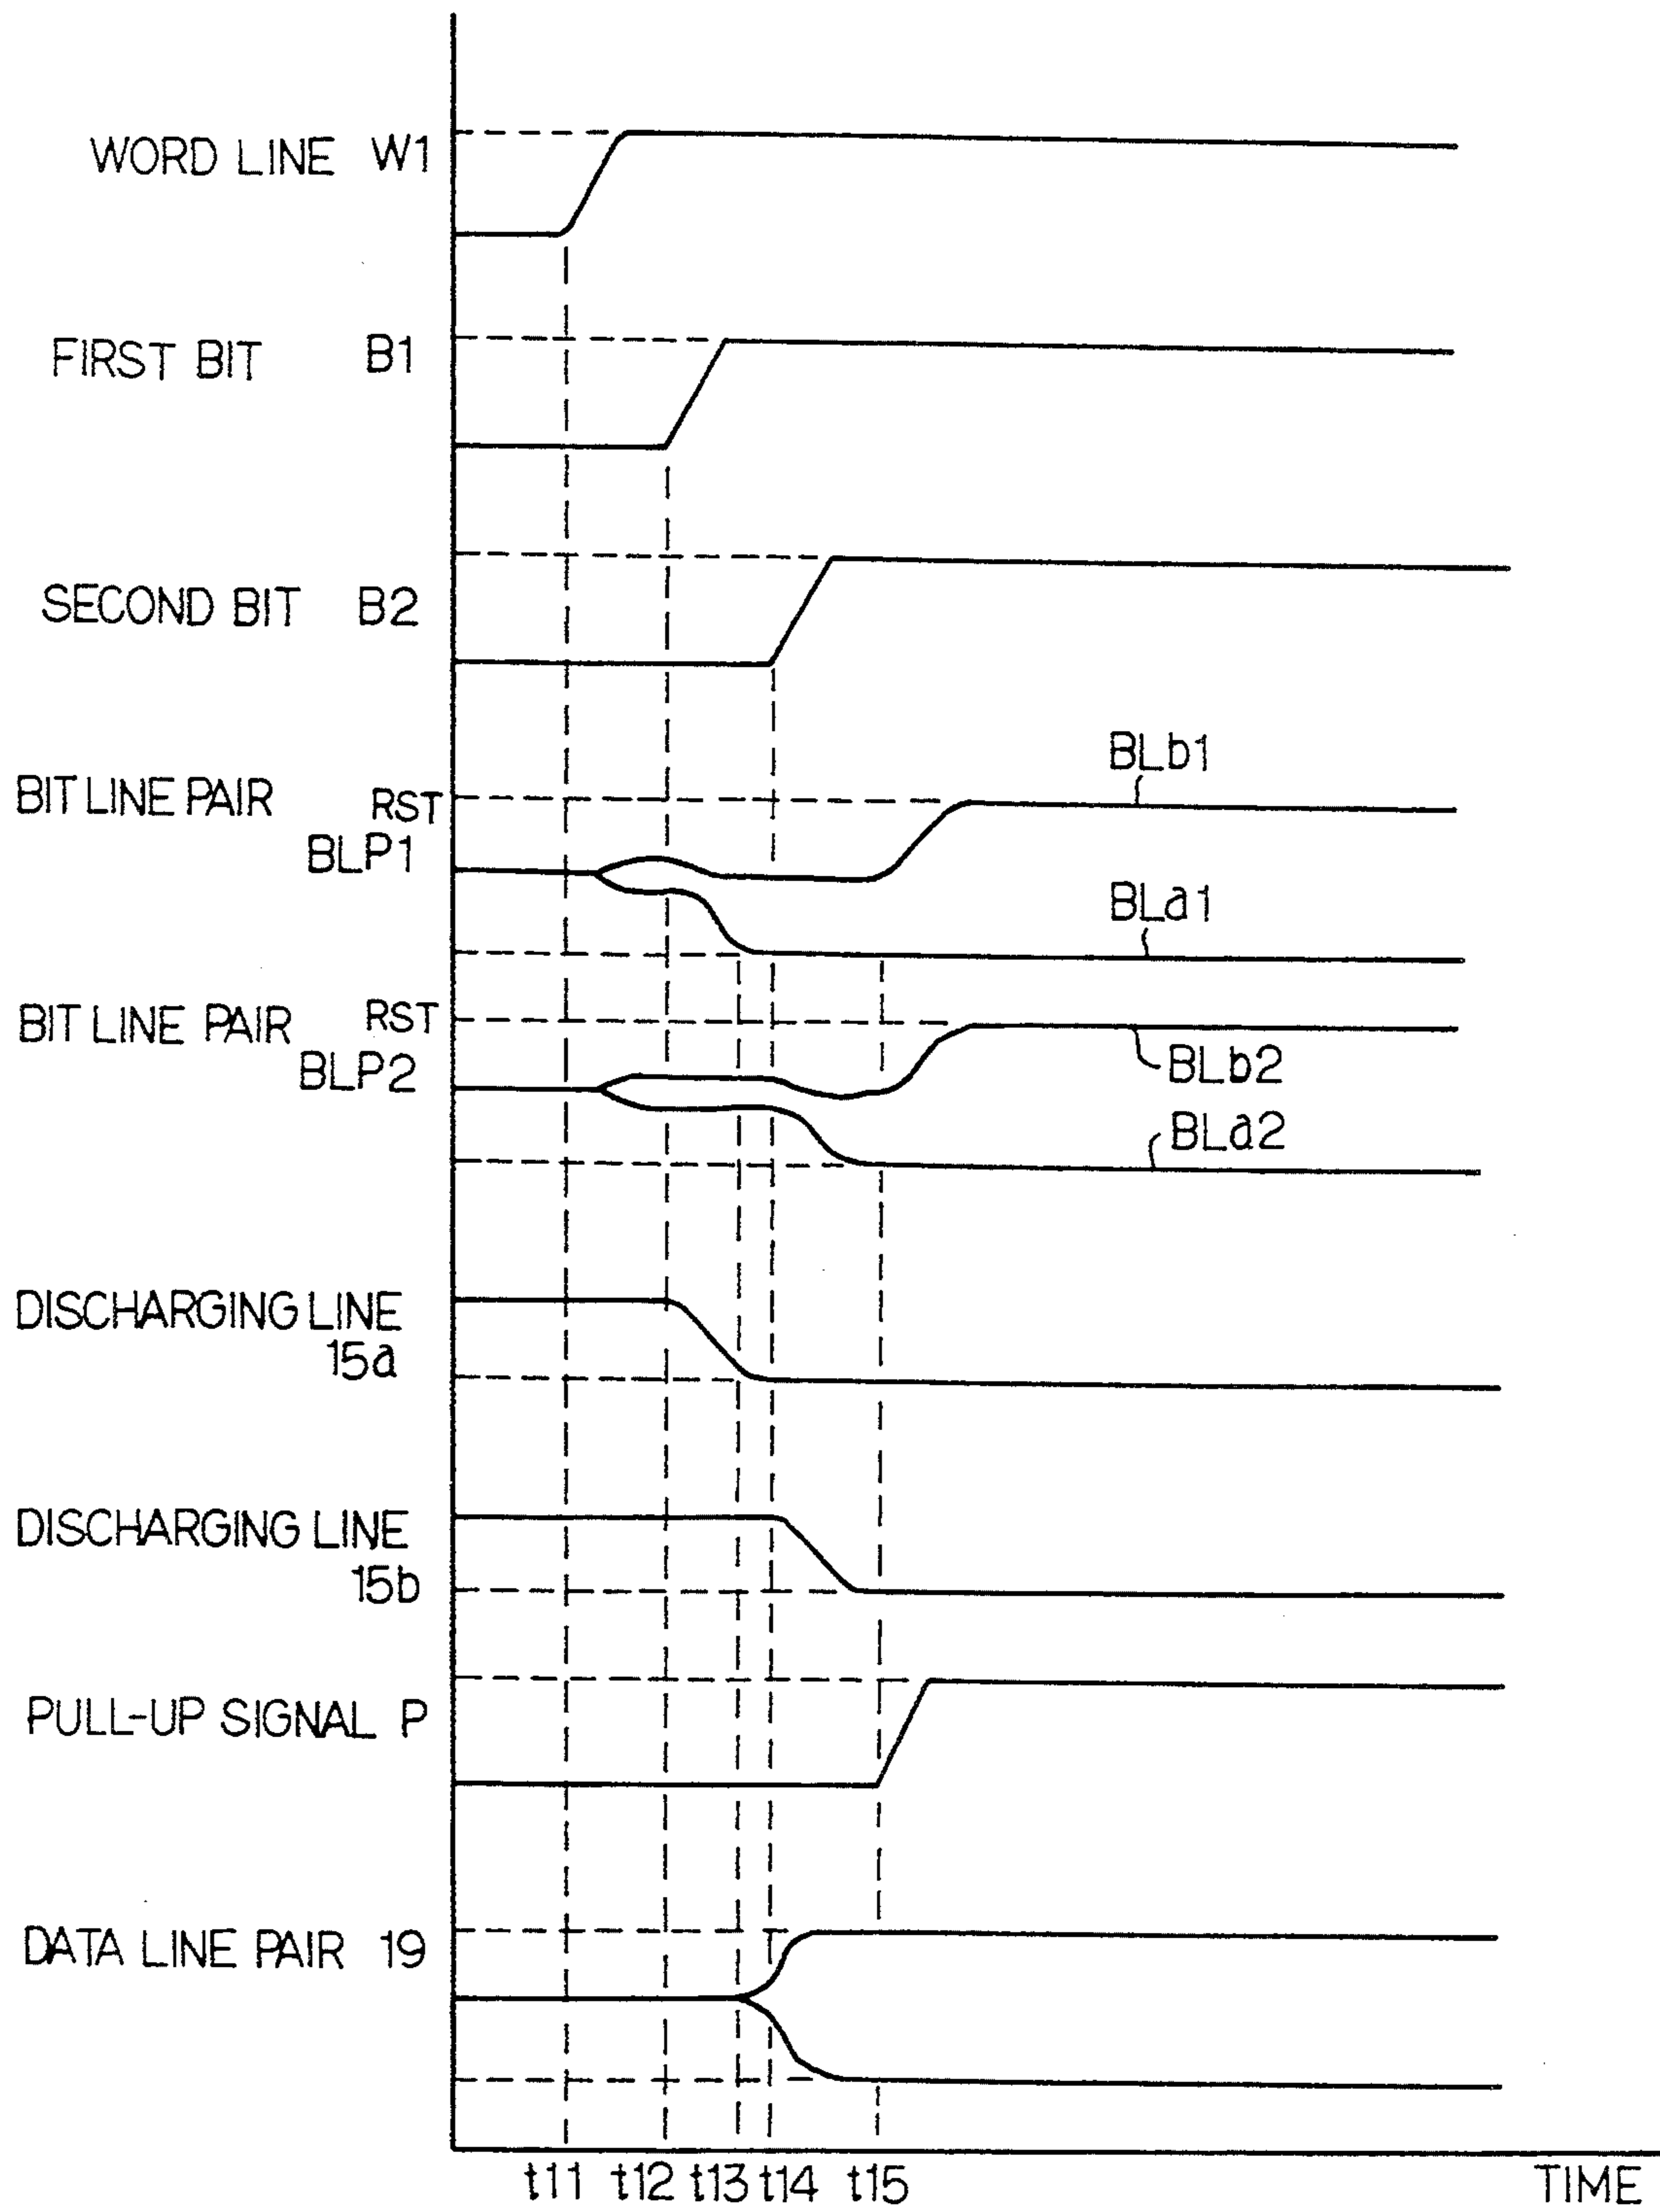 WORD LINE W1
FIRST BIT B1
SECOND BIT B2
BLb1
BIT LINE PAIR RST
BLP1
BLa1
BIT LINE PAIR RST
BLP2
BLb2
BLa2
DISCHARGING LINE
15a
DISCHARGING LINE
15b
PULL-UP SIGNAL P
DATA LINE PAIR 19
t11 t12 t13 t14 t15 TIME